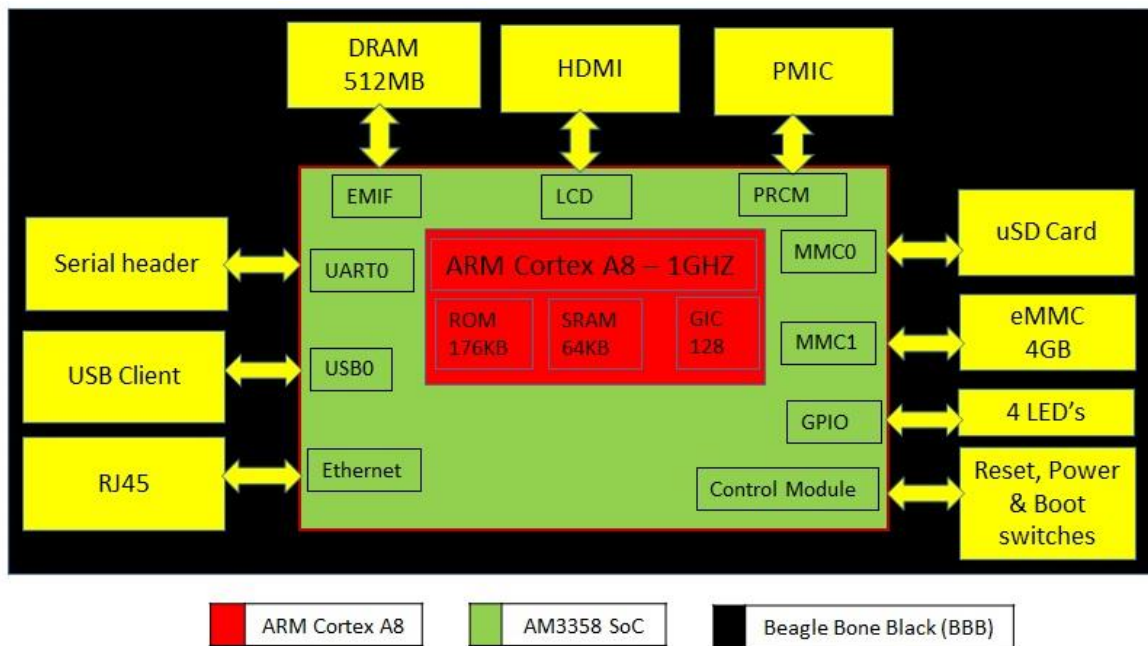 DRAM
512MB
HDMI
PMIC
EMIF
LCD
PRCM
Serial header
UART0
ARM Cortex A8 – 1GHZ
MMC0
uSD Card
ROM
176KB
SRAM
64KB
GIC
128
MMC1
eMMC
4GB
USB Client
USB0
GPIO
4 LED's
RJ45
Ethernet
Control Module
Reset, Power
& Boot
switches
ARM Cortex A8
AM3358 SoC
Beagle Bone Black (BBB)